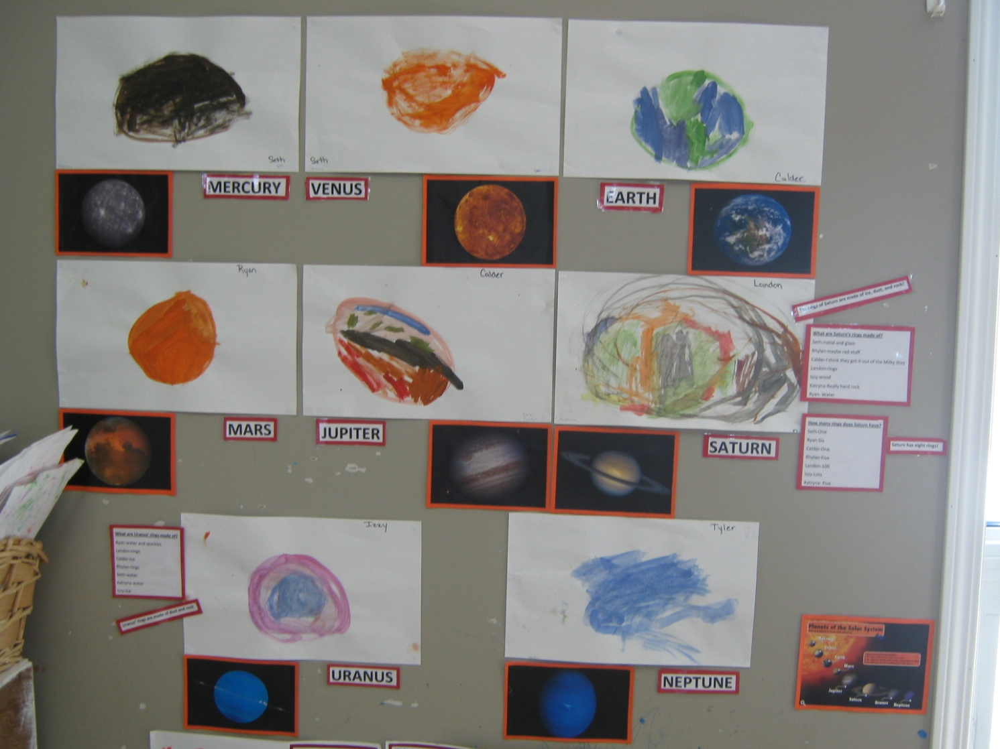 Seth
Seth
Calder
MERCURY
VENUS
EARTH
Ryan
Calder
Landon
The rings of Saturn are made of ice, dust, and rock!
What are Saturn's rings made of?
Seth-metal and glass
Rhylan-maybe red stuff
Calder-I think they got it out of the Milky Way
Landon-rings
Izzy-wood
Katryna-Really hard rock
Ryan- Water
MARS
JUPITER
SATURN
How many rings does Saturn have?
Seth-One
Ryan-Six
Calder-One
Rhylan-Five
Landon-100
Izzy-Lots
Katryna- Five
Saturn has eight rings!
What are Uranus' rings made of?
Ryan-water and sparkles
Landon-rings
Calder-ice
Rhylan-rings
Seth-water
Katryna-water
Izzy-Ice
Uranus' rings are made of dust and rock.
Izzy
Tyler
URANUS
NEPTUNE
Planets of the Solar System
Mercury
Venus
Earth
Mars
Jupiter
Saturn
Uranus
Neptune